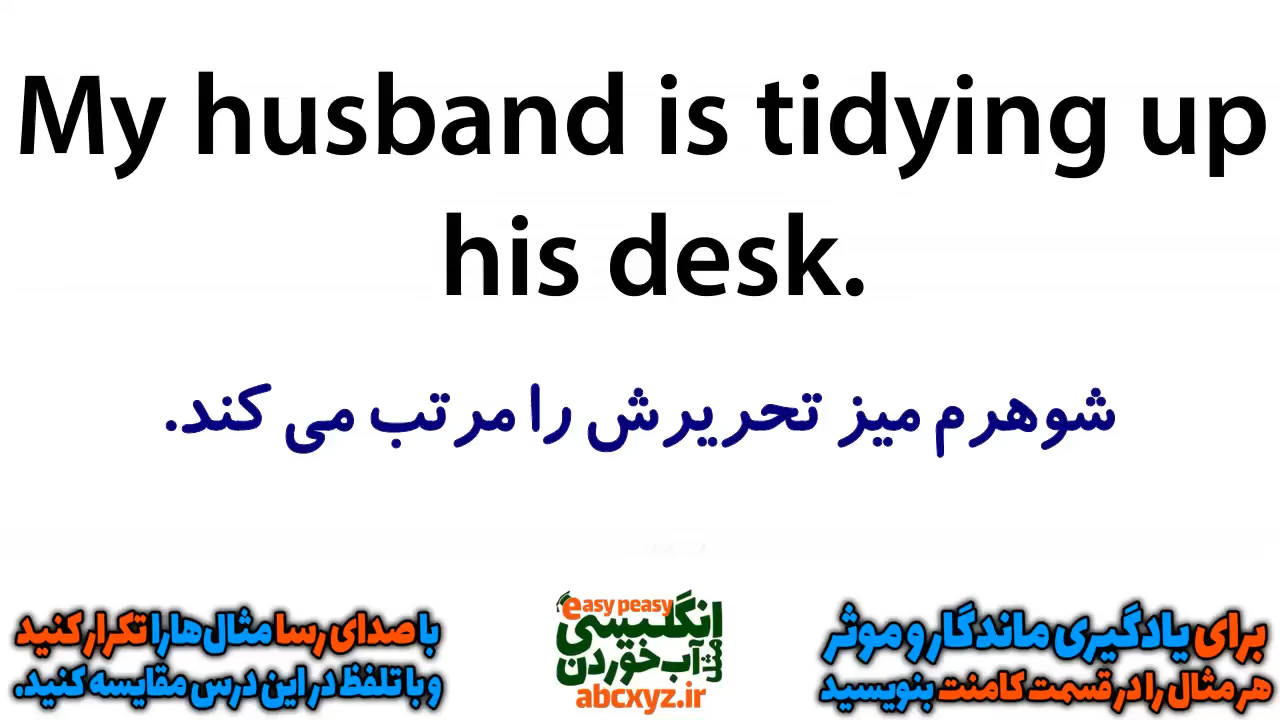 My husband is tidying up
his desk.
شوهرم میز تحریرش را مرتب می کند.
با صدای رسا مثال‌ها را تکرار کنید
و با تلفظ در این درس مقایسه کنید.
easy peasy
انگلیسی
مثل آب خوردن
abcxyz.ir
برای یادگیری ماندگار و موثر
هر مثال را در قسمت کامنت بنویسید